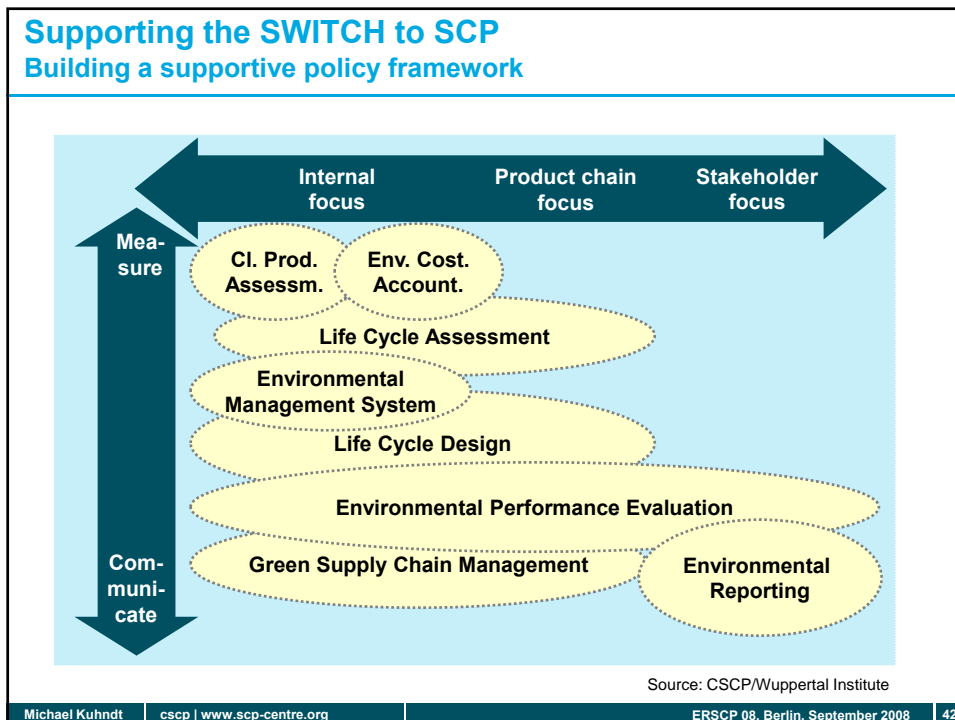 Supporting the SWITCH to SCP
Building a supportive policy framework
Internal
focus
Product chain
focus
Stakeholder
focus
Mea-
sure
Cl. Prod.
Assessm.
Env. Cost.
Account.
Life Cycle Assessment
Environmental
Management System
Life Cycle Design
Environmental Performance Evaluation
Green Supply Chain Management
Environmental
Reporting
Com-
muni-
cate
Source: CSCP/Wuppertal Institute
Michael Kuhndt cscp | www.scp-centre.org ERSCP 08, Berlin, September 2008 42